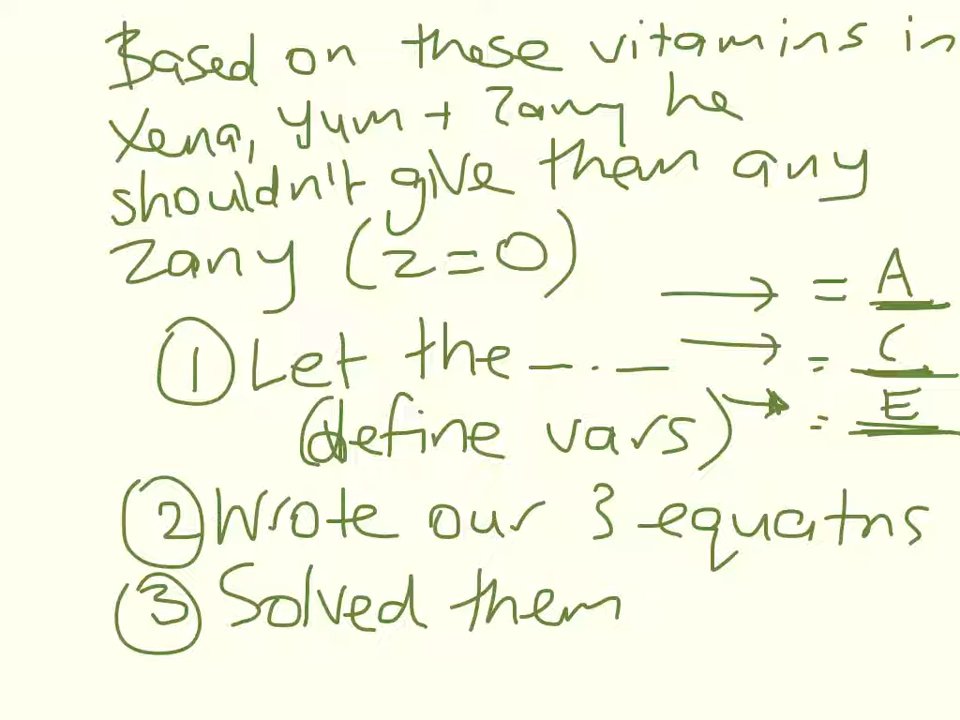 Based on these vitamins in
Xena, Yum + Zany he
shouldn't give them any
Zany (z=0)
① Let the —.— → = A
(define vars) → = C
→ = E
② Wrote our 3 equatns
③ Solved them